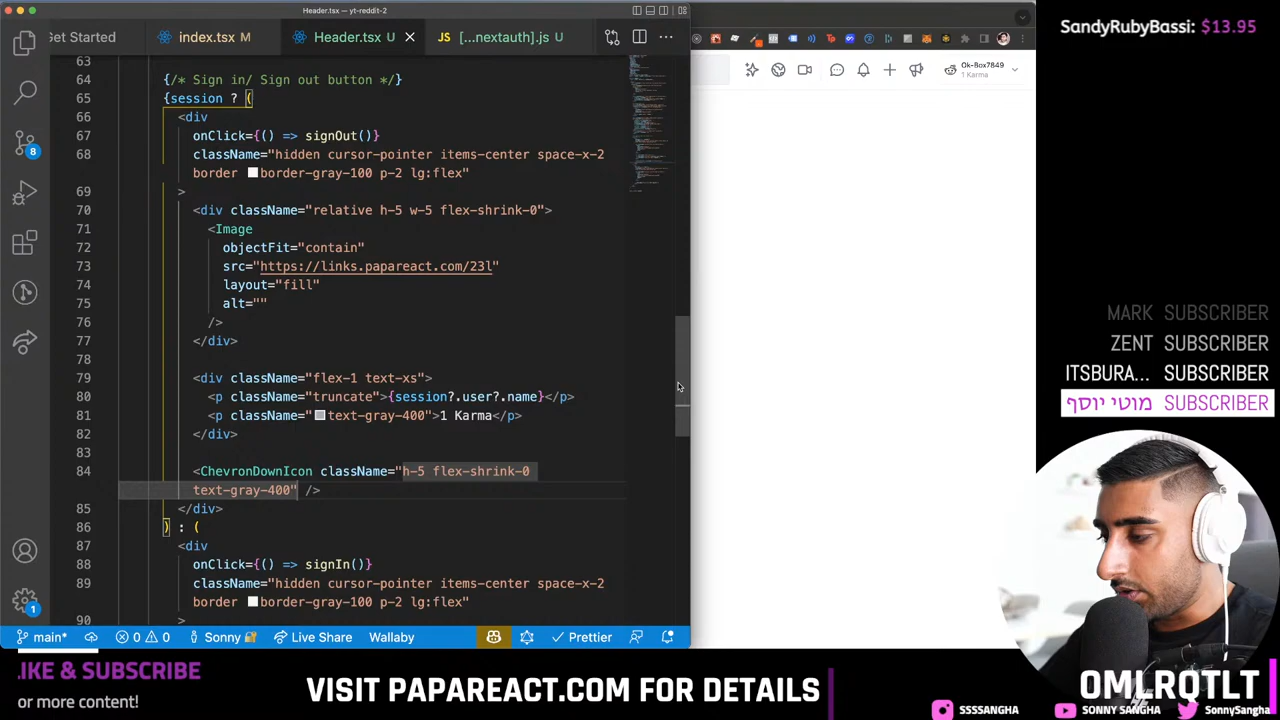 Header.tsx — yt-reddit-2
Get Started
index.tsx M
Header.tsx U
JS [...nextauth].js U
63
64 {/* Sign in/ Sign out button */}
65 {session ? (
66 <div
67 onClick={() => signOut()}
68 className="hidden cursor-pointer items-center space-x-2
border-gray-100 p-2 lg:flex"
69 >
70 <div className="relative h-5 w-5 flex-shrink-0">
71 <Image
72 objectFit="contain"
73 src="https://links.papareact.com/23l"
74 layout="fill"
75 alt=""
76 />
77 </div>
78
79 <div className="flex-1 text-xs">
80 <p className="truncate">{session?.user?.name}</p>
81 <p className="text-gray-400">1 Karma</p>
82 </div>
83
84 <ChevronDownIcon className="h-5 flex-shrink-0
text-gray-400" />
85 </div>
86 ) : (
87 <div
88 onClick={() => signIn()}
89 className="hidden cursor-pointer items-center space-x-2
border border-gray-100 p-2 lg:flex"
90 >
8
1
main*
0 0
Sonny 🔐
Live Share
Wallaby
Prettier
Ok-Box7849
1 Karma
SandyRubyBassi: $13.95
MARK SUBSCRIBER
ZENT SUBSCRIBER
ITSBURA... SUBSCRIBER
מוטי יוסף SUBSCRIBER
IKE & SUBSCRIBE
or more content!
VISIT PAPAREACT.COM FOR DETAILS
OMLRQTLT
SSSSANGHA
SONNY SANGHA
SonnySangha